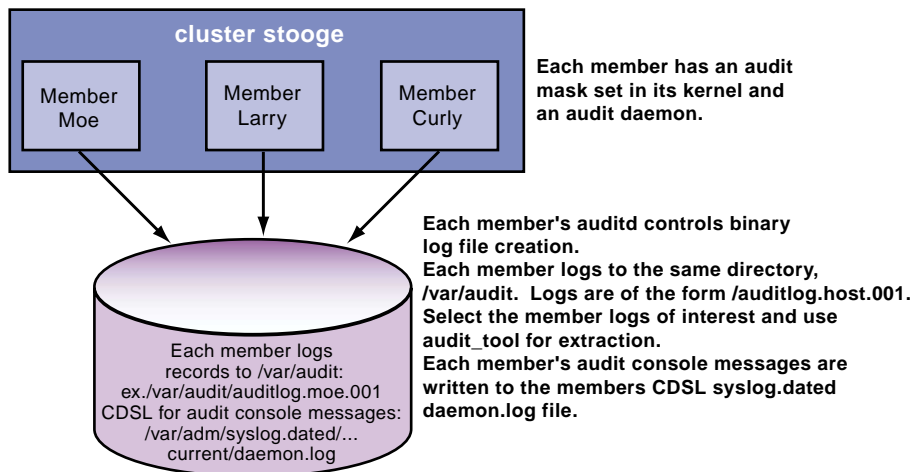 cluster stooge
Member
Moe
Member
Larry
Member
Curly
Each member has an audit
mask set in its kernel and
an audit daemon.
Each member's auditd controls binary
log file creation.
Each member logs to the same directory,
/var/audit. Logs are of the form /auditlog.host.001.
Select the member logs of interest and use
audit_tool for extraction.
Each member's audit console messages are
written to the members CDSL syslog.dated
daemon.log file.
Each member logs
records to /var/audit:
ex./var/audit/auditlog.moe.001
CDSL for audit console messages:
/var/adm/syslog.dated/...
current/daemon.log